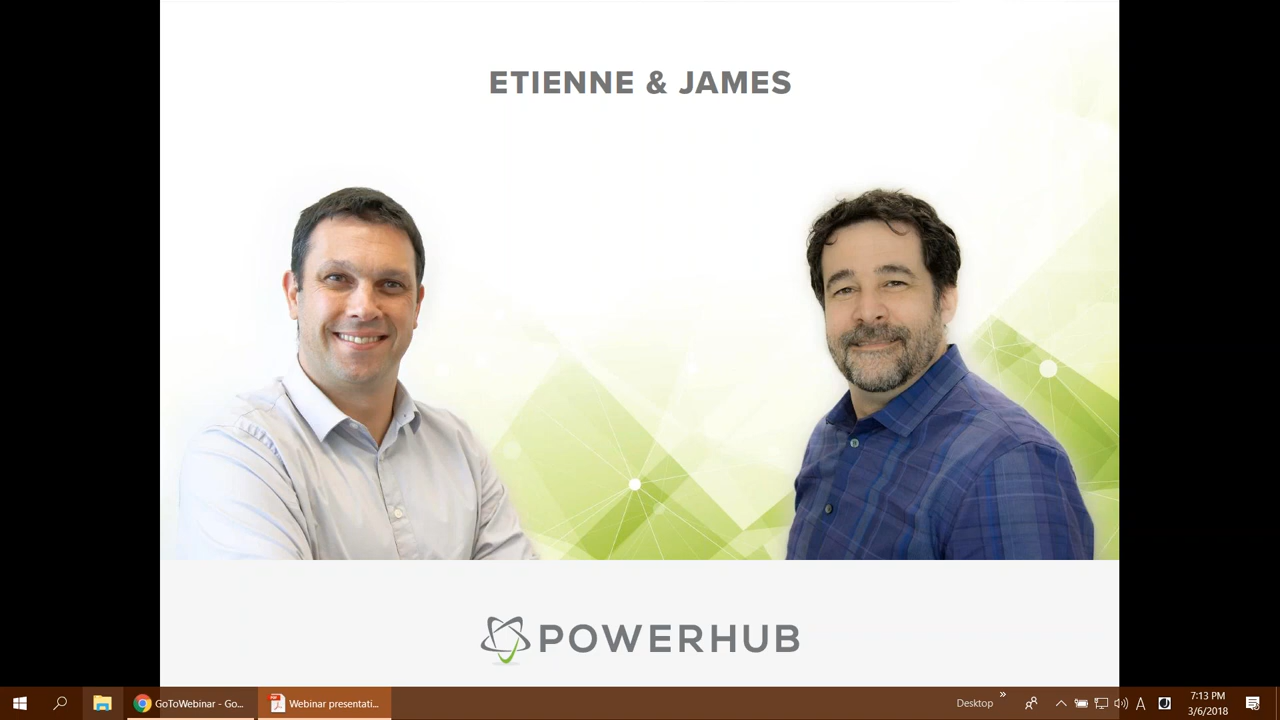 ETIENNE & JAMES
POWERHUB
GoToWebinar - Go...
Webinar presentati...
Desktop
»
A
7:13 PM
3/6/2018